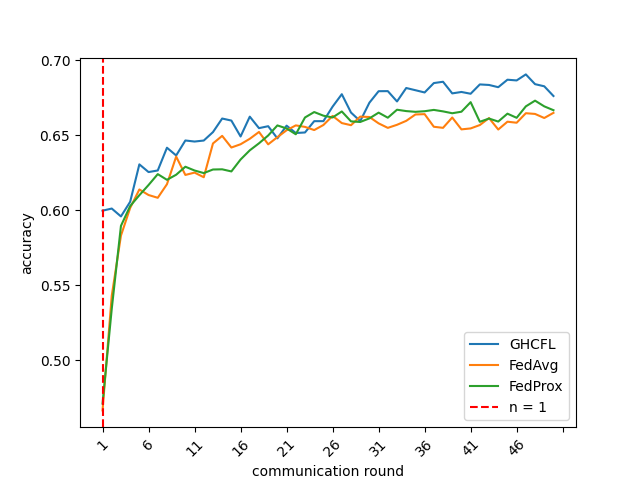 0.70
0.65
0.60
0.55
0.50
accuracy
GHCFL
FedAvg
FedProx
n = 1
1
6
11
16
21
26
31
36
41
46
communication round